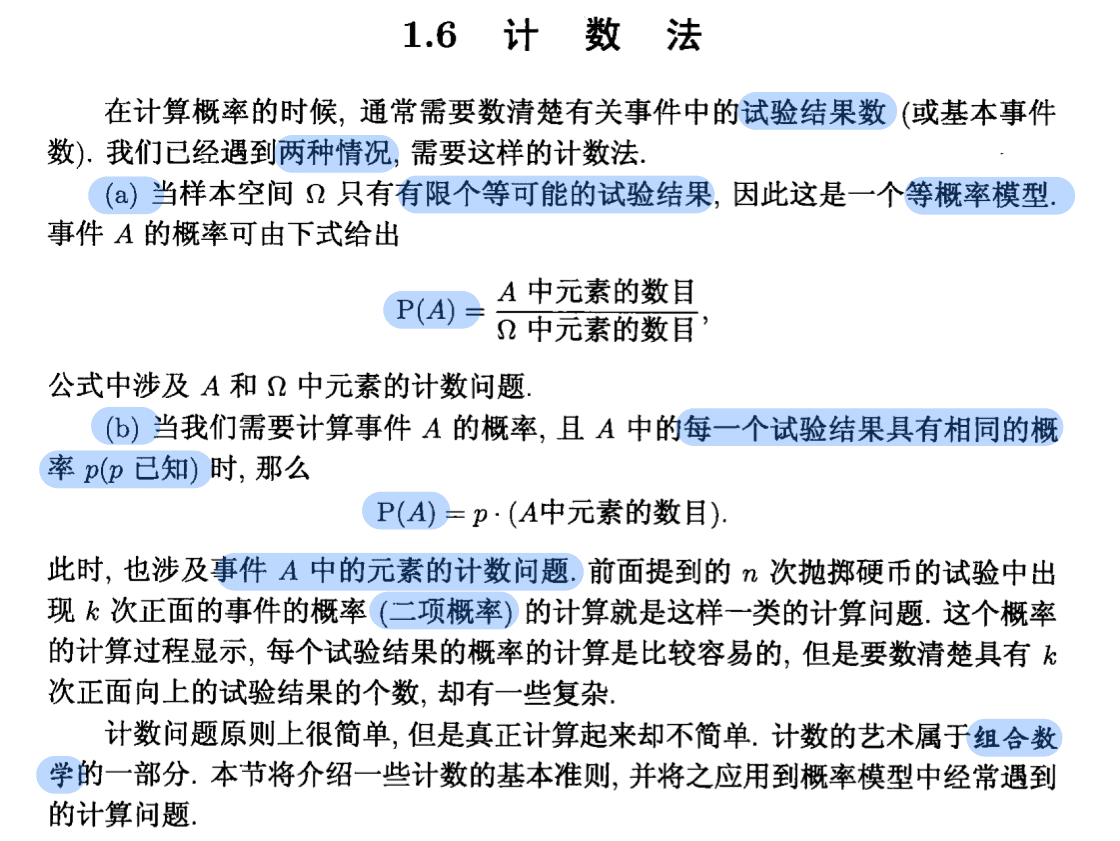 1.6 计 数 法
在计算概率的时候, 通常需要数清楚有关事件中的试验结果数 (或基本事件
数). 我们已经遇到两种情况, 需要这样的计数法.
(a) 当样本空间 Ω 只有有限个等可能的试验结果, 因此这是一个等概率模型.
事件 A 的概率可由下式给出
P(A) = A 中元素的数目 / Ω 中元素的数目,
公式中涉及 A 和 Ω 中元素的计数问题.
(b) 当我们需要计算事件 A 的概率, 且 A 中的每一个试验结果具有相同的概
率 p(p 已知) 时, 那么
P(A) = p · (A中元素的数目).
此时, 也涉及事件 A 中的元素的计数问题. 前面提到的 n 次抛掷硬币的试验中出
现 k 次正面的事件的概率 (二项概率) 的计算就是这样一类的计算问题. 这个概率
的计算过程显示, 每个试验结果的概率的计算是比较容易的, 但是要数清楚具有 k
次正面向上的试验结果的个数, 却有一些复杂.
计数问题原则上很简单, 但是真正计算起来却不简单. 计数的艺术属于组合数
学的一部分. 本节将介绍一些计数的基本准则, 并将之应用到概率模型中经常遇到
的计算问题.